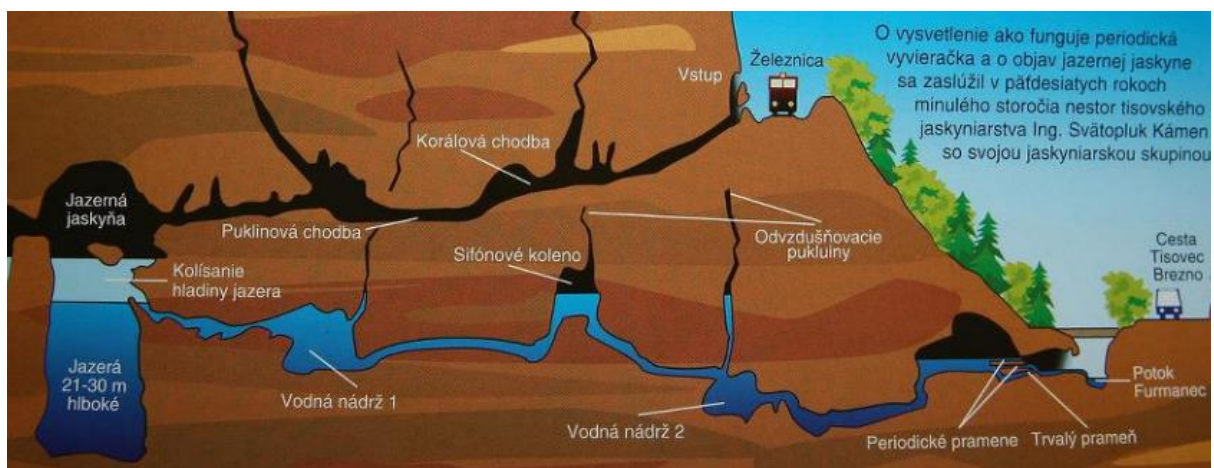 O vysvetlenie ako funguje periodická
vyvieračka a o objav jazernej jaskyne
sa zaslúžil v päťdesiatych rokoch
minulého storočia nestor tisovského
jaskyniarstva Ing. Svätopluk Kámen
so svojou jaskyniarskou skupinou
Železnica
Vstup
Korálová chodba
Jazerná
jaskyňa
Puklinová chodba
Sifónové koleno
Odvzdušňovacie
pukluiny
Cesta
Tisovec
Brezno
Kolísanie
hladiny jazera
Jazerá
21-30 m
hlboké
Vodná nádrž 1
Vodná nádrž 2
Periodické pramene
Trvalý prameň
Potok
Furmanec